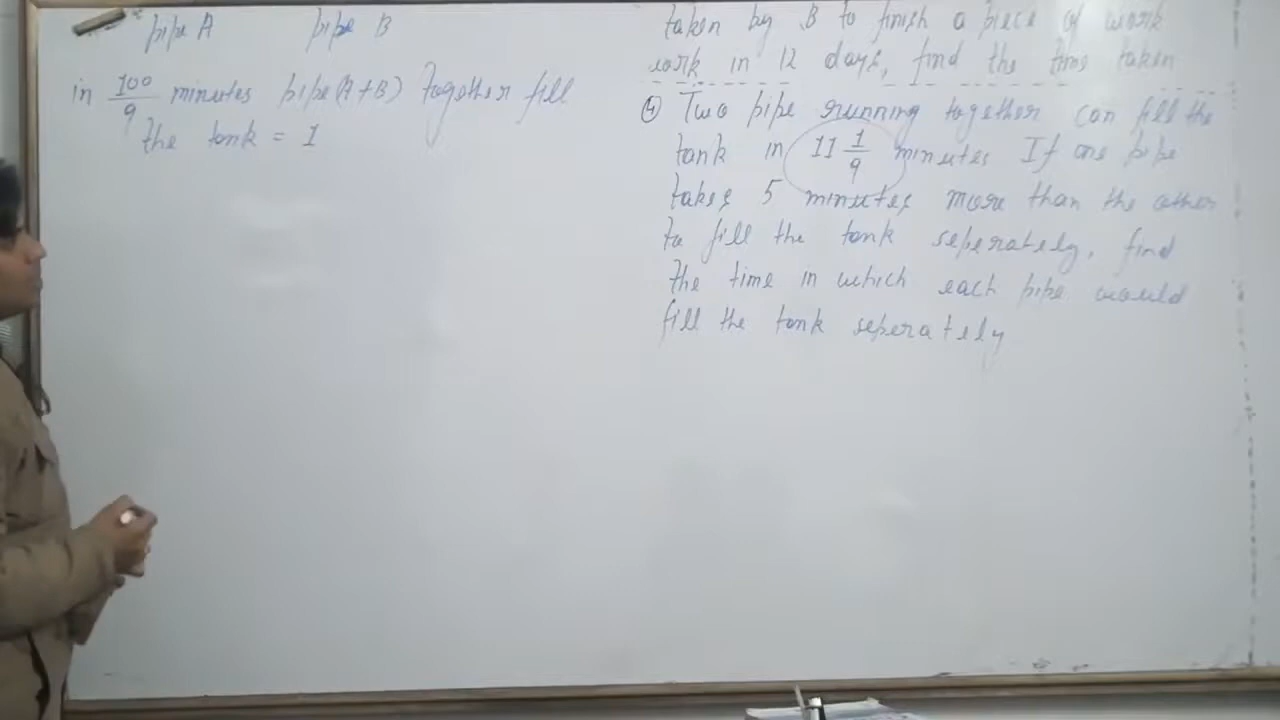 pipe A pipe B
in 100/9 minutes pipe(A+B) together fill
the tank = 1
taken by B to finish a piece of work
work in 12 days, find the time taken
④ Two pipe running together can fill the
tank in 11 1/9 minutes If one pipe
takes 5 minutes more than the other
to fill the tank seperately, find
the time in which each pipe would
fill the tank seperately